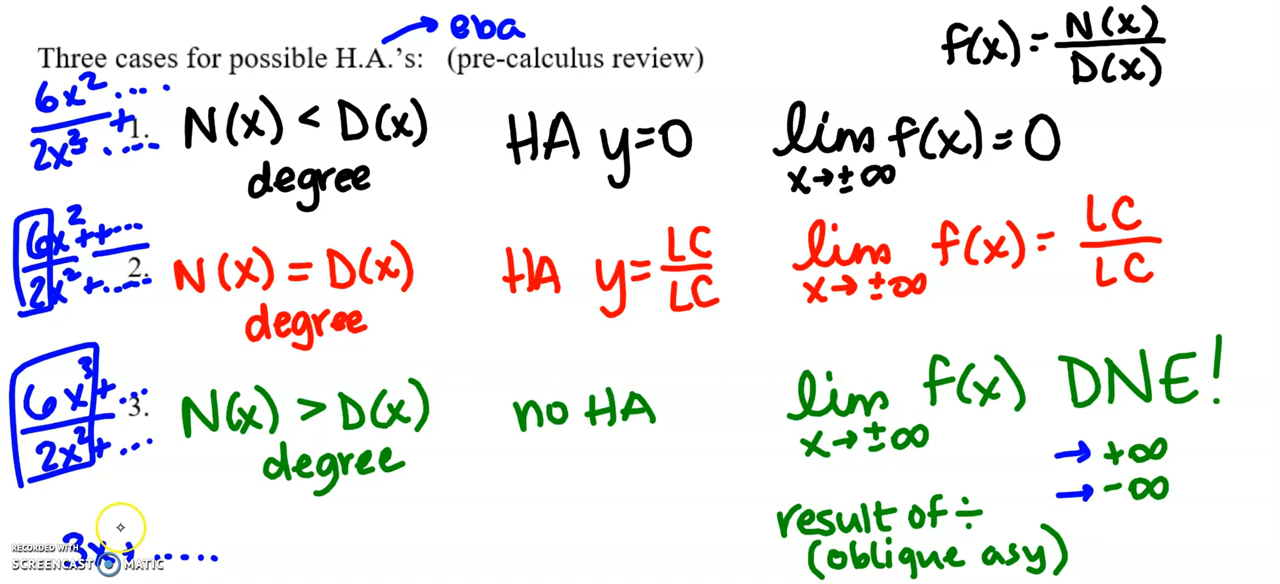 eba
Three cases for possible H.A.'s: (pre-calculus review)
f(x) = N(x)/D(x)
6x² .... / 2x³ + ....
1. N(x) < D(x) degree
HA y=0
lim x→±∞ f(x) = 0
6x² + + ... / 2x² + ....
2. N(x) = D(x) degree
HA y = LC/LC
lim x→±∞ f(x) = LC/LC
6x³ + ... / 2x² + ...
3. N(x) > D(x) degree
no HA
lim x→±∞ f(x) DNE!
→ +∞
→ -∞
result of ÷
(oblique asy)
3x + ......
RECORDED WITH
SCREENCAST MATIC